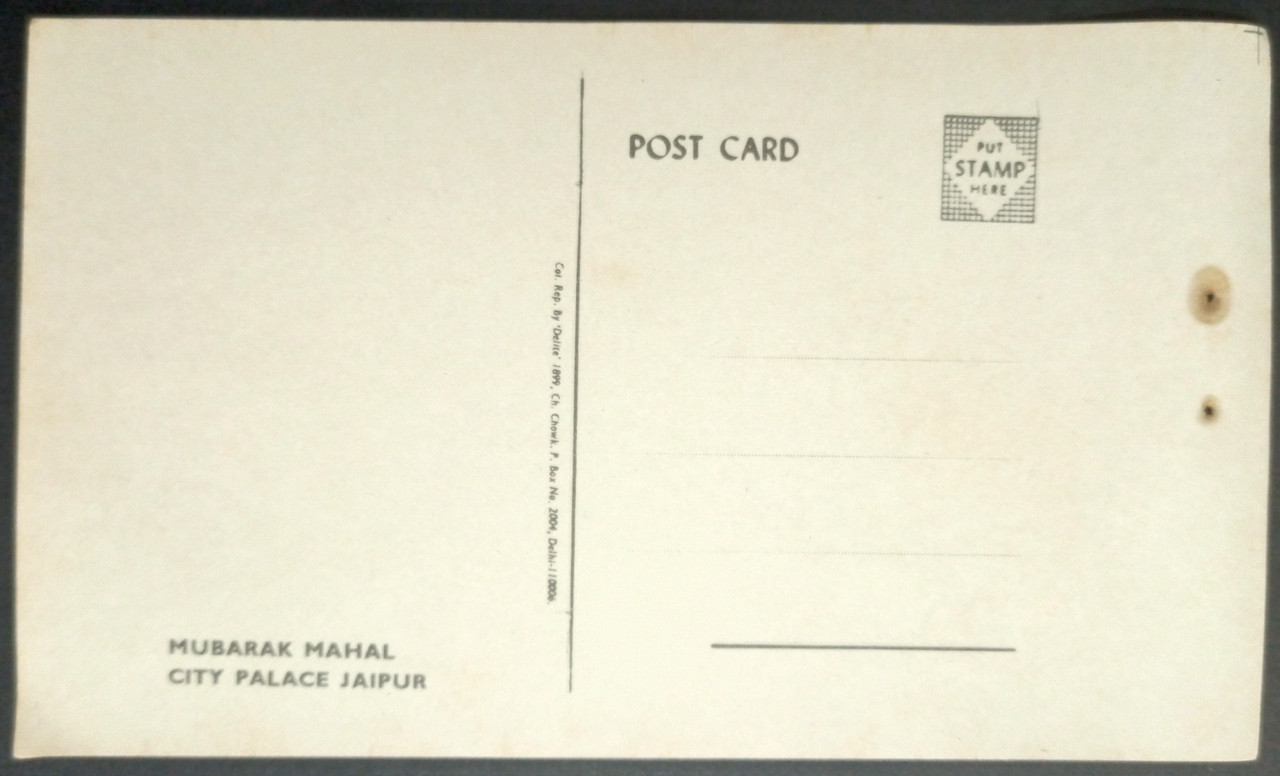 POST CARD
PUT
STAMP
HERE
Col. Rep. By 'Delite' 1899, Ch. Chowk. P. Box No. 2004, Delhi-110006.
MUBARAK MAHAL
CITY PALACE JAIPUR